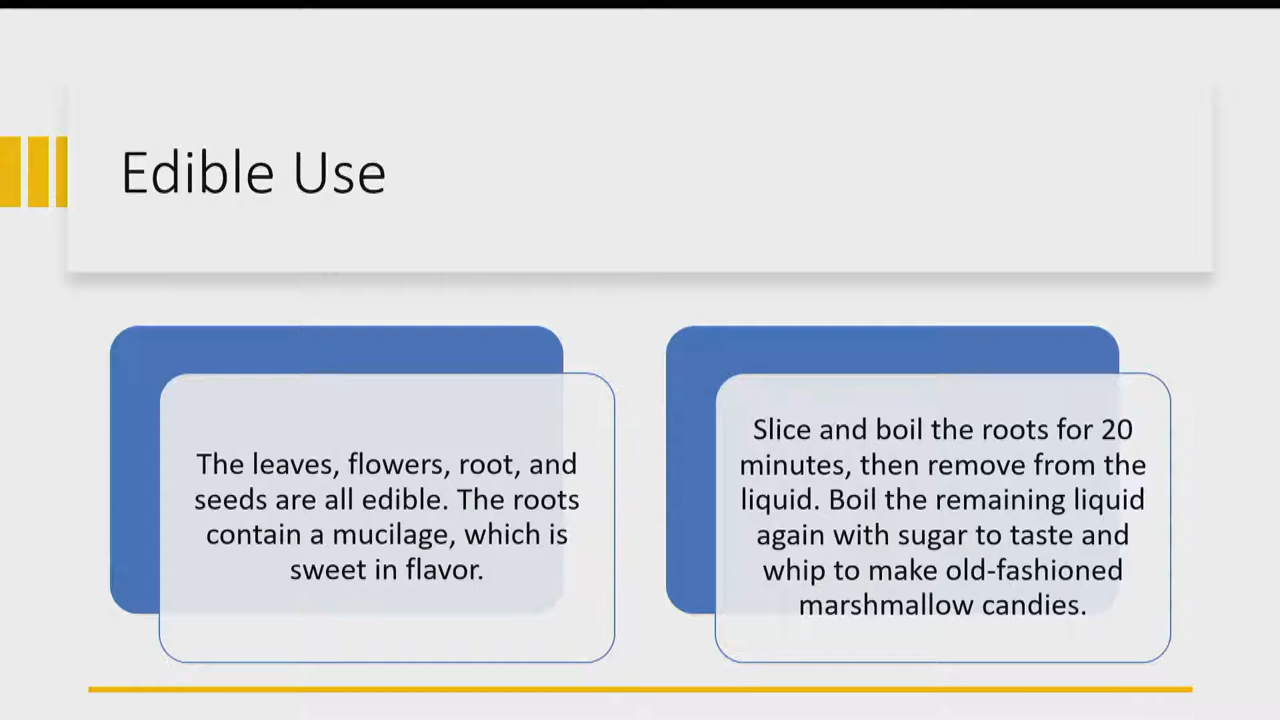 Edible Use
The leaves, flowers, root, and
seeds are all edible. The roots
contain a mucilage, which is
sweet in flavor.
Slice and boil the roots for 20
minutes, then remove from the
liquid. Boil the remaining liquid
again with sugar to taste and
whip to make old-fashioned
marshmallow candies.